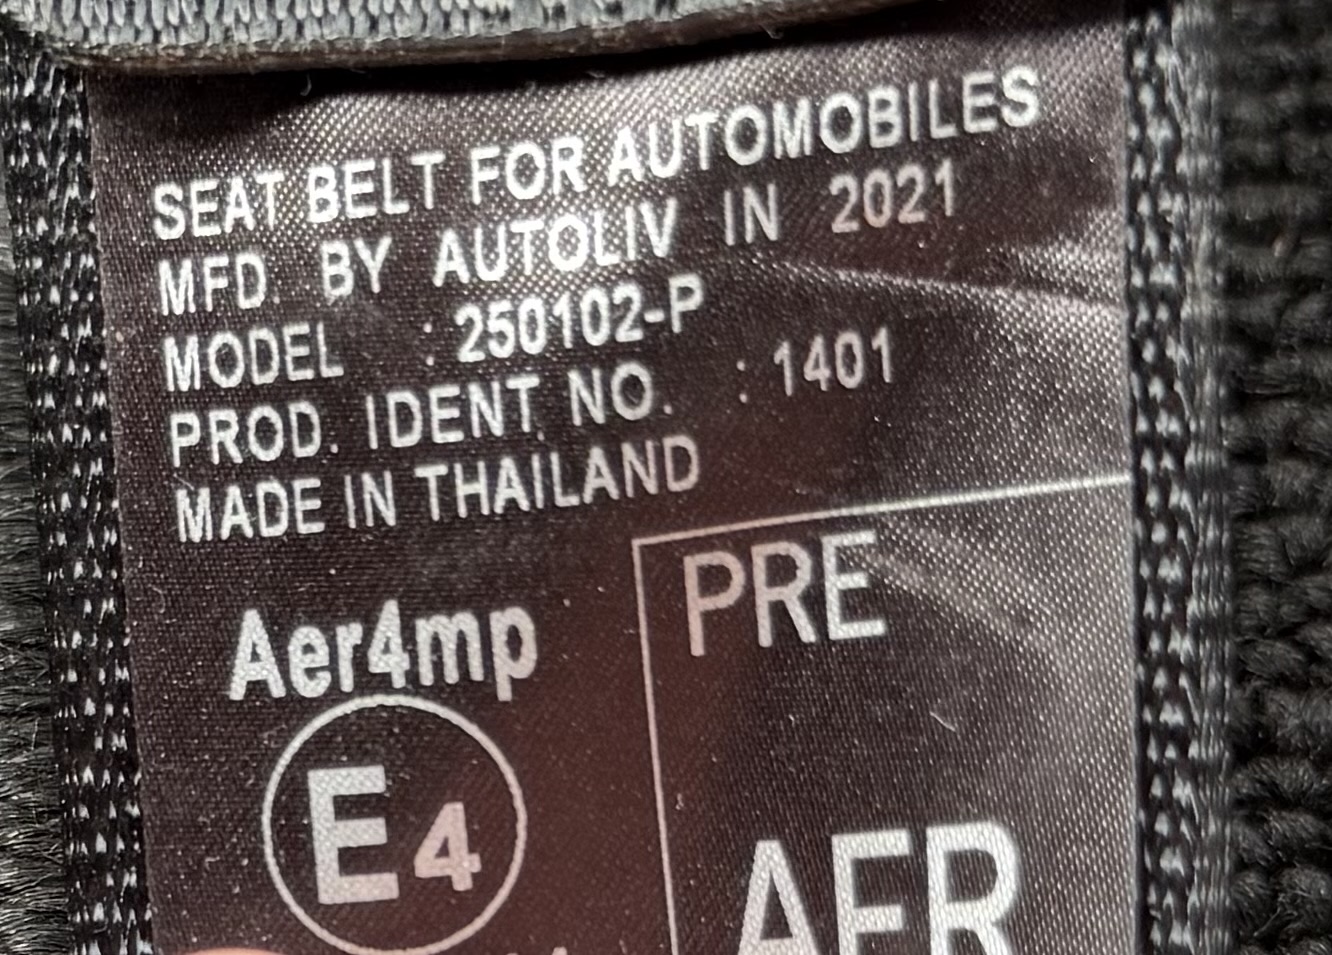 SEAT BELT FOR AUTOMOBILES
MFD. BY AUTOLIV IN 2021
MODEL : 250102-P
PROD. IDENT NO. : 1401
MADE IN THAILAND
Aer4mp
E4
PRE
AER